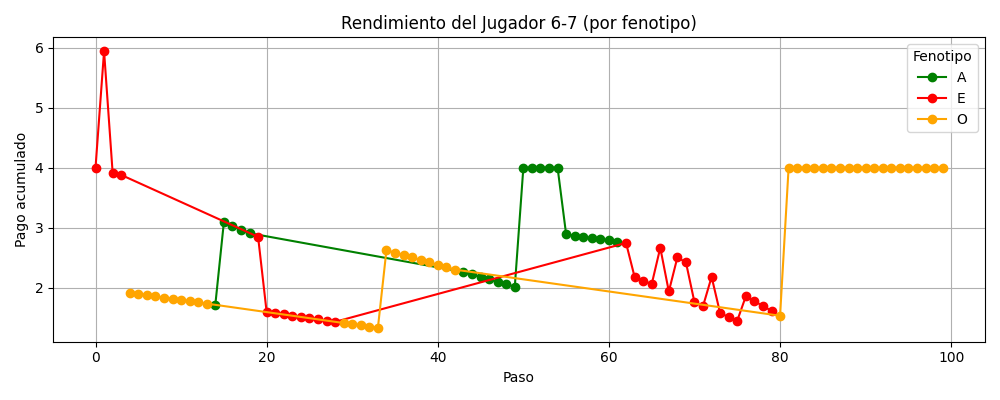 Rendimiento del Jugador 6-7 (por fenotipo)
Pago acumulado
6
5
4
3
2
0
20
40
60
80
100
Paso
Fenotipo
A
E
O